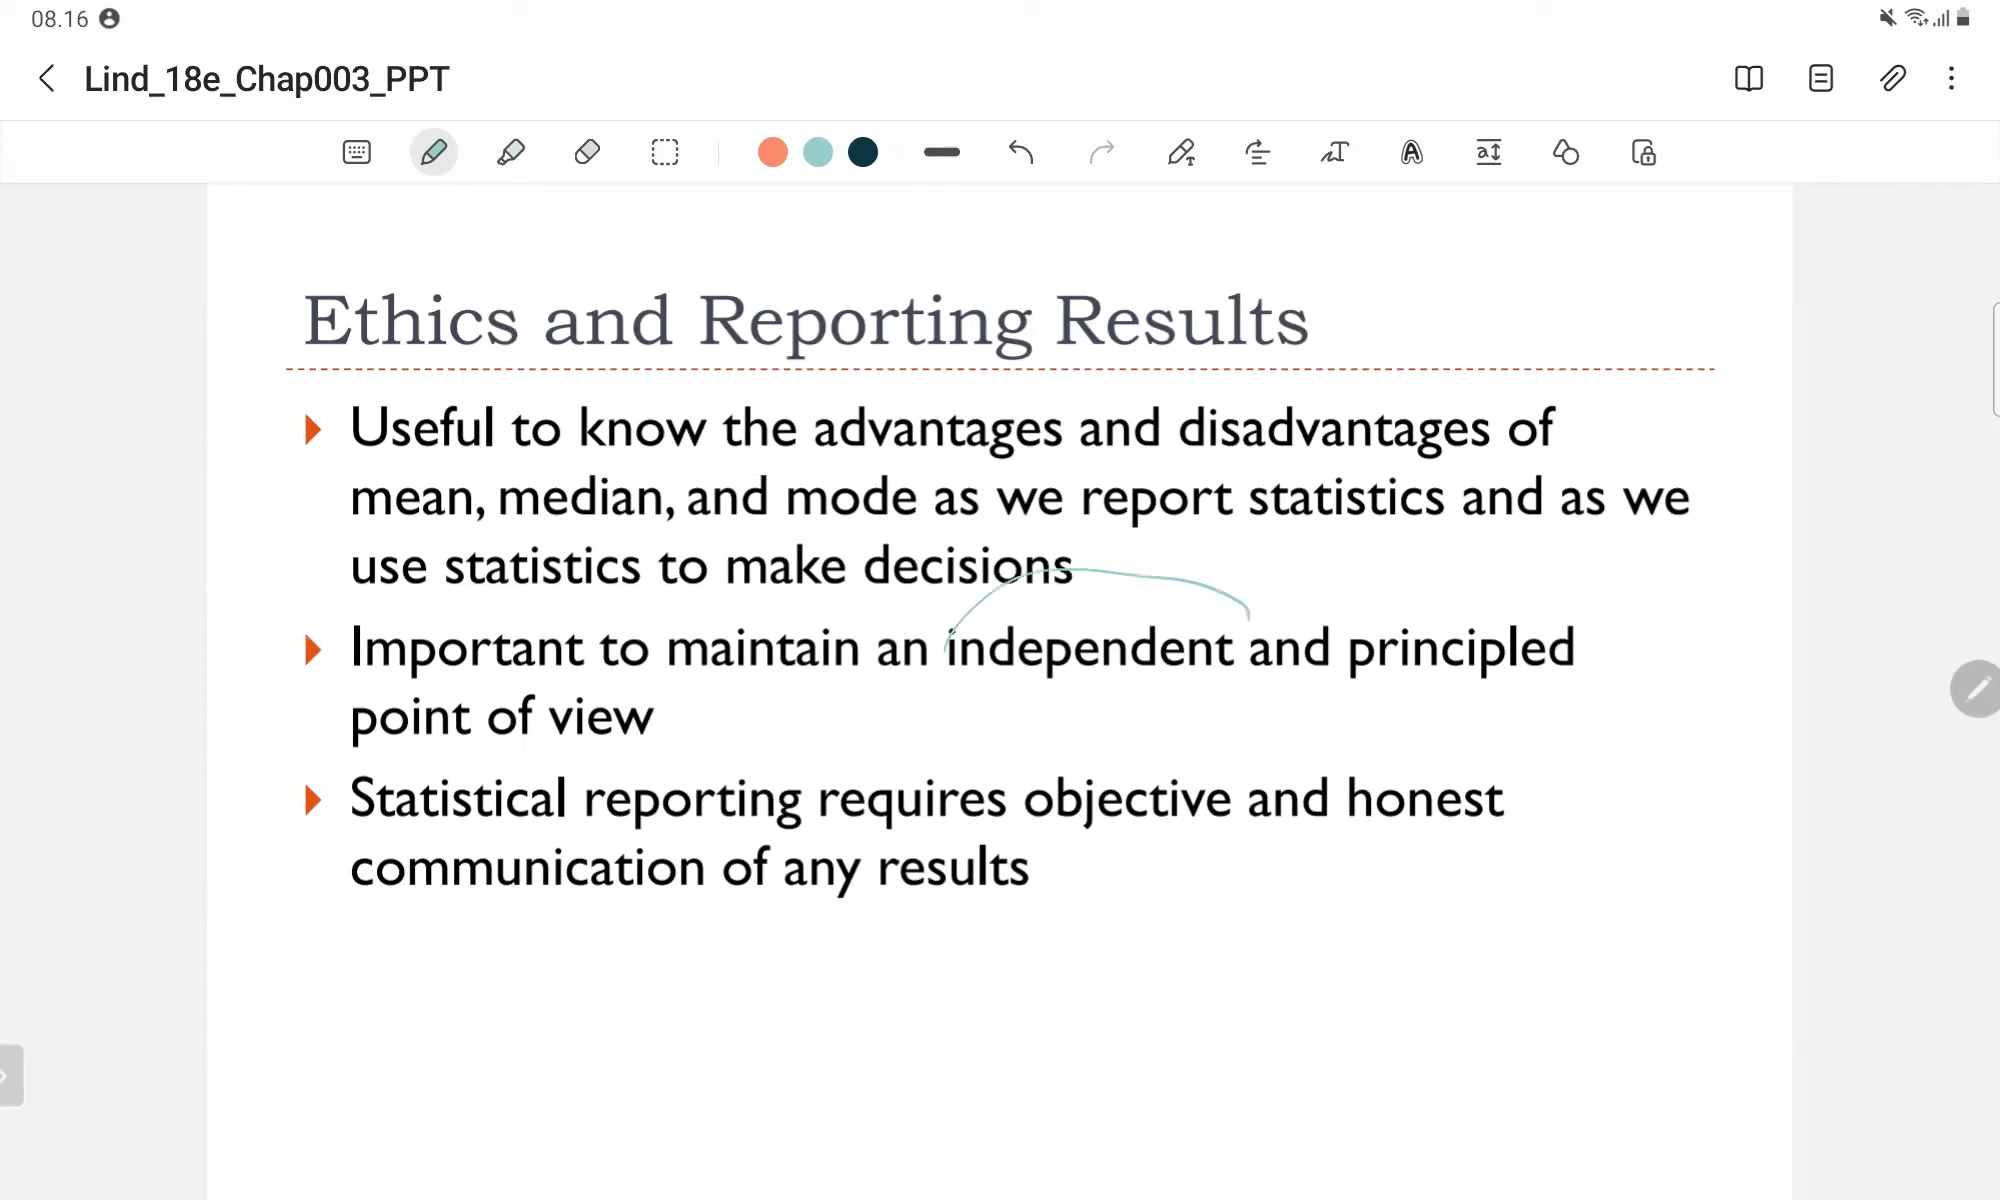 08.16
Lind_18e_Chap003_PPT
Ethics and Reporting Results
Useful to know the advantages and disadvantages of
mean, median, and mode as we report statistics and as we
use statistics to make decisions
Important to maintain an independent and principled
point of view
Statistical reporting requires objective and honest
communication of any results